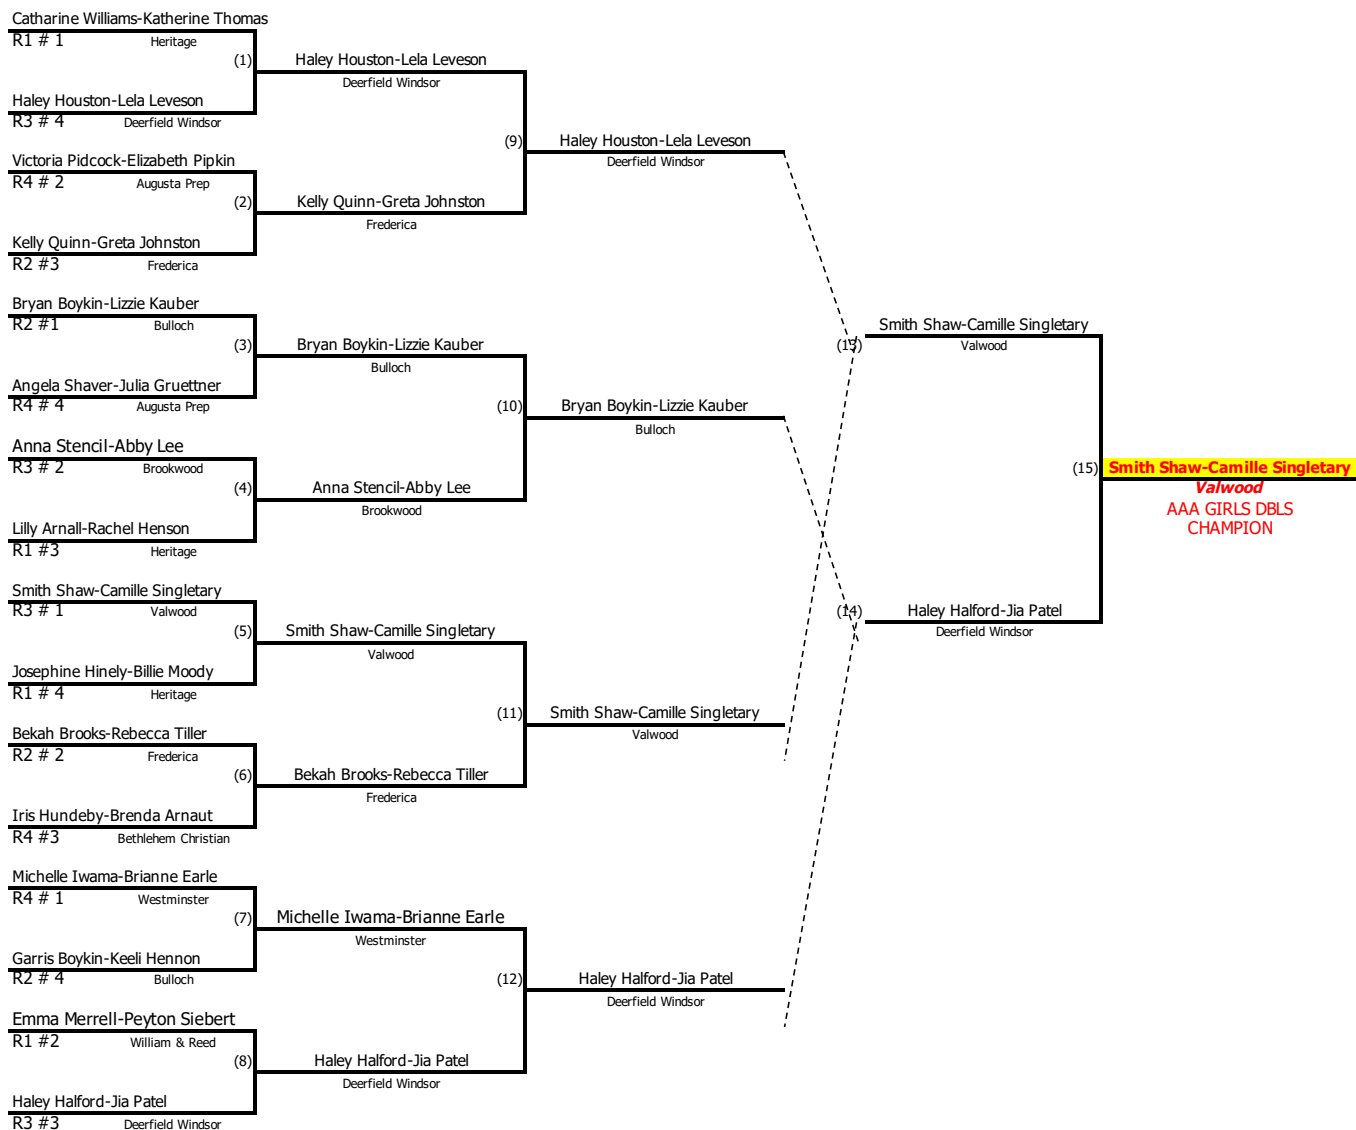 Catharine Williams-Katherine Thomas
R1 # 1 Heritage
(1) Haley Houston-Lela Leveson
Deerfield Windsor
Haley Houston-Lela Leveson
R3 # 4 Deerfield Windsor
(9) Haley Houston-Lela Leveson
Deerfield Windsor
Victoria Pidcock-Elizabeth Pipkin
R4 # 2 Augusta Prep
(2) Kelly Quinn-Greta Johnston
Frederica
Kelly Quinn-Greta Johnston
R2 #3 Frederica
Bryan Boykin-Lizzie Kauber
R2 #1 Bulloch
(13) Smith Shaw-Camille Singletary
Valwood
(3) Bryan Boykin-Lizzie Kauber
Bulloch
Angela Shaver-Julia Gruettner
R4 # 4 Augusta Prep
(10) Bryan Boykin-Lizzie Kauber
Bulloch
Anna Stencil-Abby Lee
R3 # 2 Brookwood
(15) Smith Shaw-Camille Singletary
Valwood
AAA GIRLS DBLS
CHAMPION
(4) Anna Stencil-Abby Lee
Brookwood
Lilly Arnall-Rachel Henson
R1 #3 Heritage
Smith Shaw-Camille Singletary
R3 # 1 Valwood
(14) Haley Halford-Jia Patel
Deerfield Windsor
(5) Smith Shaw-Camille Singletary
Valwood
Josephine Hinely-Billie Moody
R1 # 4 Heritage
(11) Smith Shaw-Camille Singletary
Valwood
Bekah Brooks-Rebecca Tiller
R2 # 2 Frederica
(6) Bekah Brooks-Rebecca Tiller
Frederica
Iris Hundeby-Brenda Arnaut
R4 #3 Bethlehem Christian
Michelle Iwama-Brianne Earle
R4 # 1 Westminster
(7) Michelle Iwama-Brianne Earle
Westminster
Garris Boykin-Keeli Hennon
R2 # 4 Bulloch
(12) Haley Halford-Jia Patel
Deerfield Windsor
Emma Merrell-Peyton Siebert
R1 #2 William & Reed
(8) Haley Halford-Jia Patel
Deerfield Windsor
Haley Halford-Jia Patel
R3 #3 Deerfield Windsor